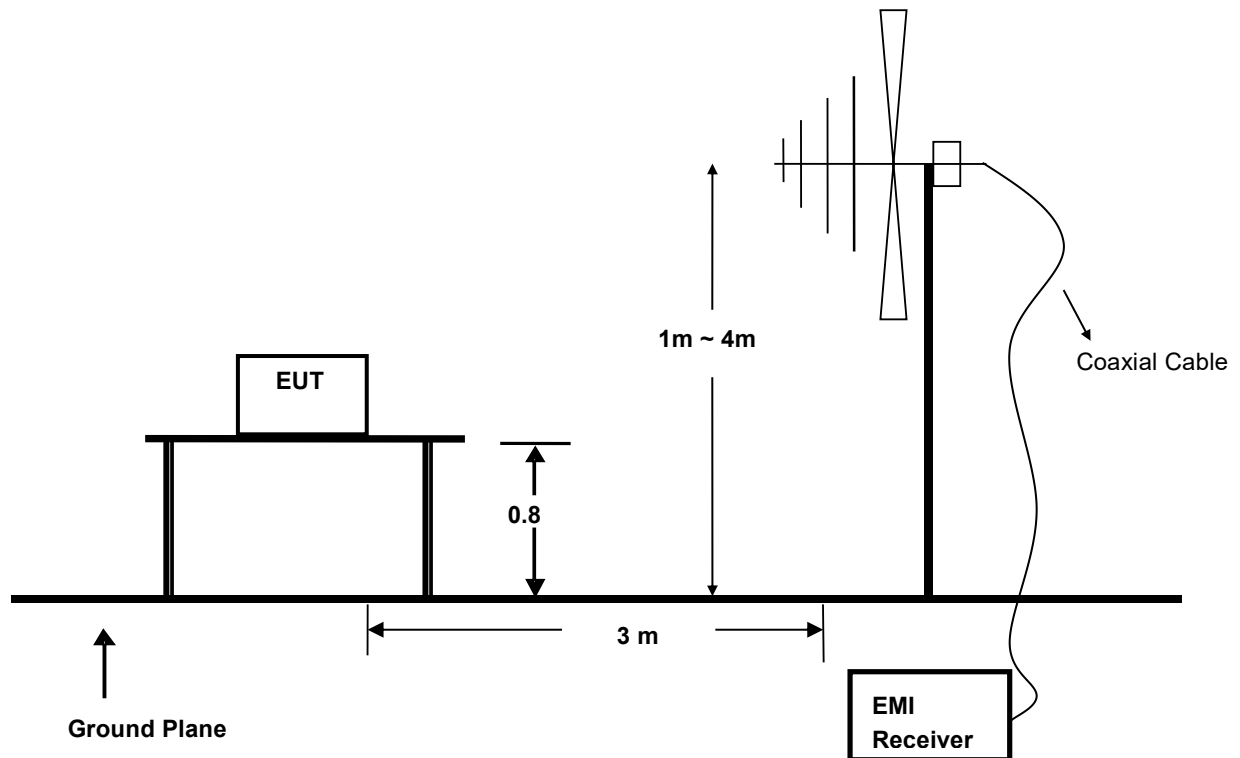 1m ~ 4m
Coaxial Cable
EUT
0.8
3 m
Ground Plane
EMI
Receiver